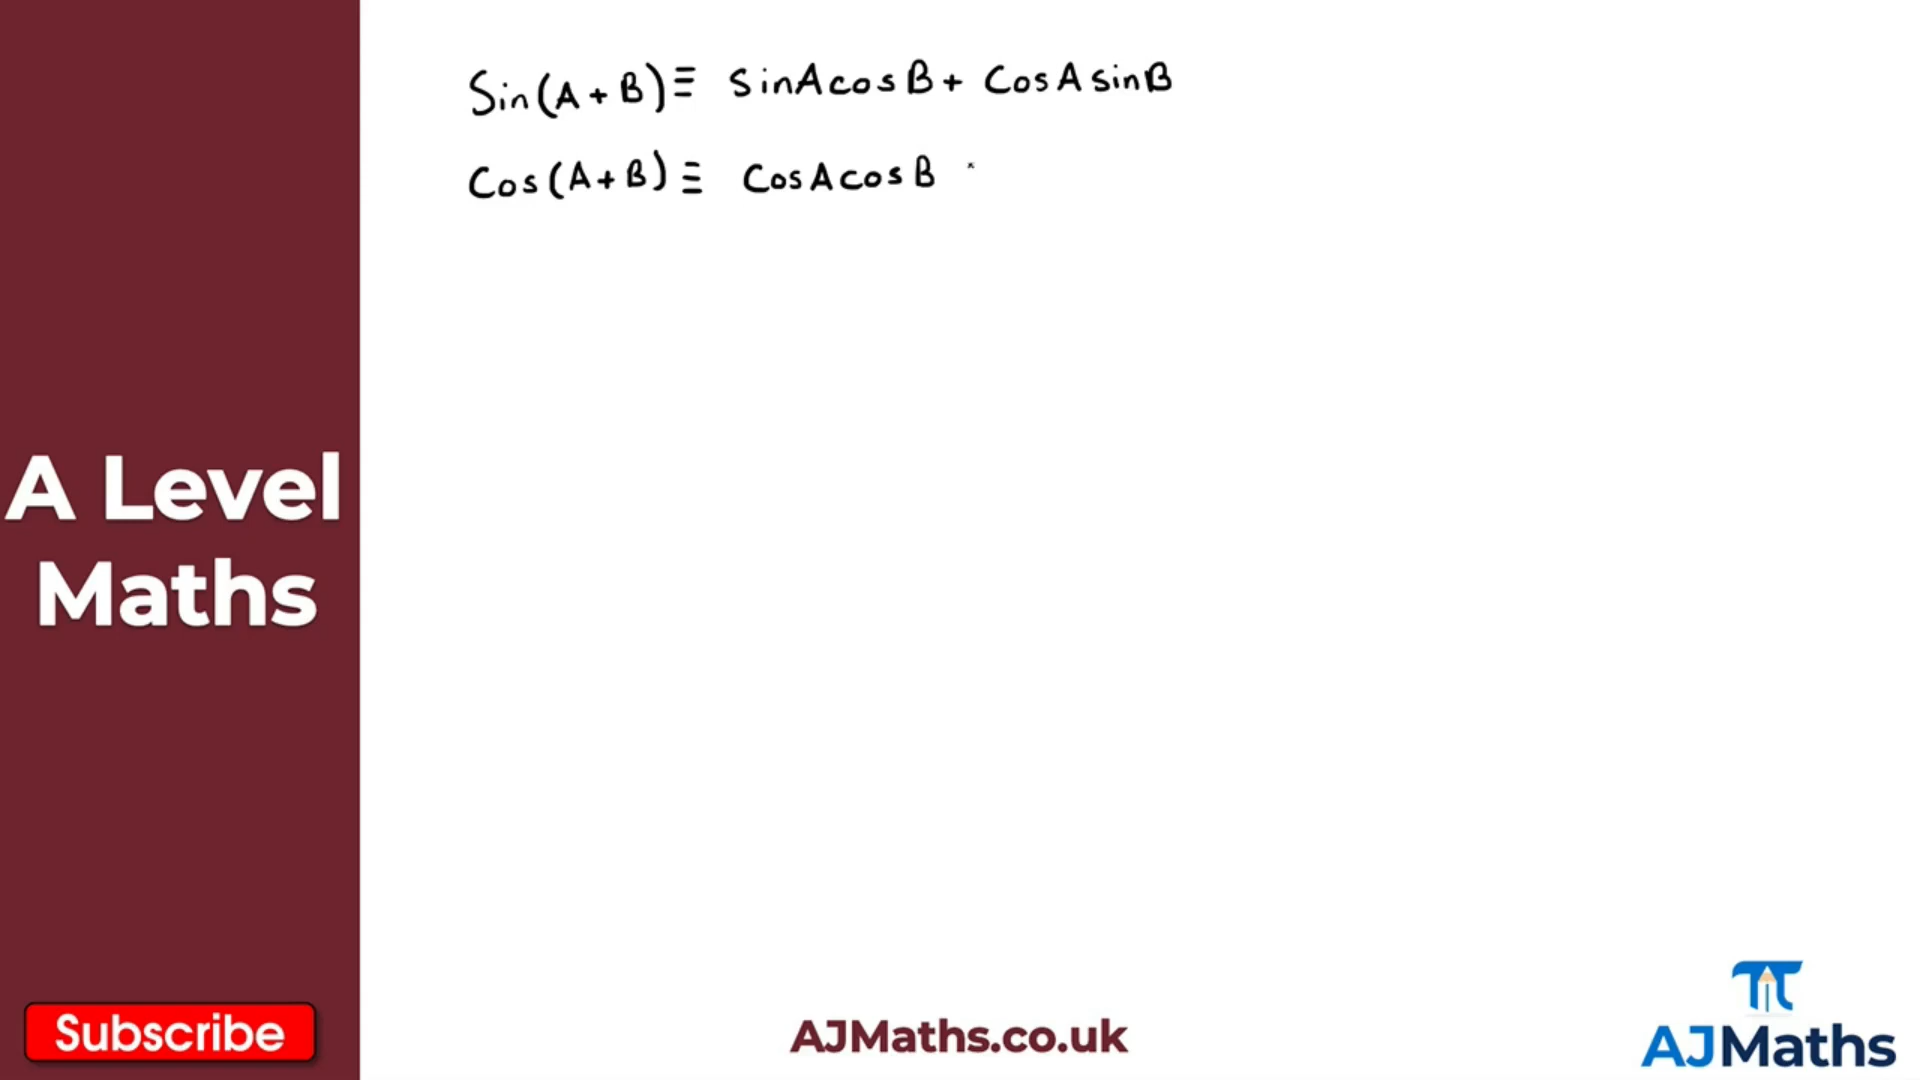 Sin(A+B)≡ sinAcosB+ CosAsinB
Cos(A+B)≡ CosAcosB
A Level
Maths
Subscribe
AJMaths.co.uk
AJMaths